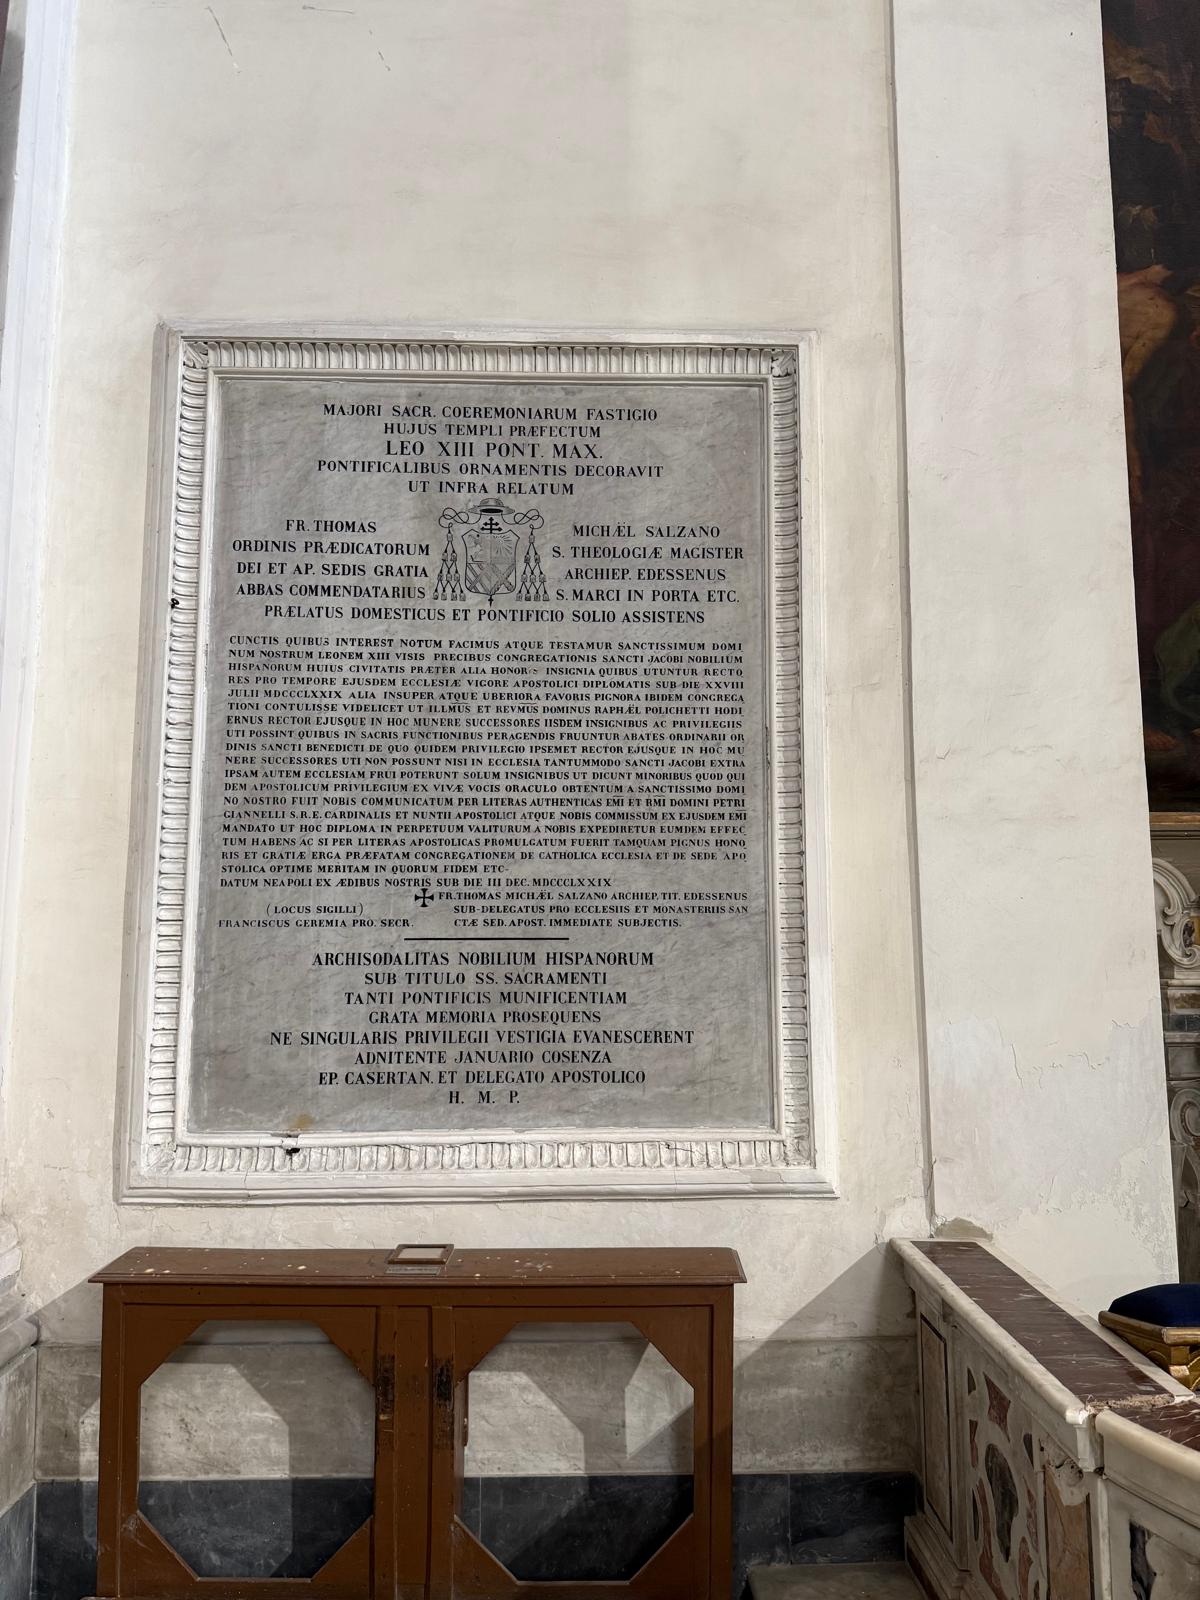 MAJORI SACR. COEREMONIARUM FASTIGIO
HUJUS TEMPLI PRÆFECTUM
LEO XIII PONT. MAX.
PONTIFICALIBUS ORNAMENTIS DECORAVIT
UT INFRA RELATUM
FR. THOMAS MICHÆL SALZANO
ORDINIS PRÆDICATORUM S. THEOLOGIÆ MAGISTER
DEI ET AP. SEDIS GRATIA ARCHIEP. EDESSENUS
ABBAS COMMENDATARIUS S. MARCI IN PORTA ETC.
PRÆLATUS DOMESTICUS ET PONTIFICIO SOLIO ASSISTENS
CUNCTIS QUIBUS INTEREST NOTUM FACIMUS ATQUE TESTAMUR SANCTISSIMUM DOMI
NUM NOSTRUM LEONEM XIII VISIS PRECIBUS CONGREGATIONIS SANCTI JACOBI NOBILIUM
HISPANORUM HUIUS CIVITATIS PRÆTER ALIA HONORIS INSIGNIA QUIBUS UTUNTUR RECTO
RES PRO TEMPORE EJUSDEM ECCLESIÆ VIGORE APOSTOLICI DIPLOMATIS SUB DIE XXVIII
JULII MDCCCLXXIX ALIA INSUPER ATQUE UBERIORA FAVORIS PIGNORA IBIDEM CONGREGA
TIONI CONTULISSE VIDELICET UT ILLMUS ET REVMUS DOMINUS RAPHÆL POLICHETTI HODI
ERNUS RECTOR EJUSQUE IN HOC MUNERE SUCCESSORES IISDEM INSIGNIBUS AC PRIVILEGIIS
UTI POSSINT QUIBUS IN SACRIS FUNCTIONIBUS PERAGENDIS FRUUNTUR ABATES ORDINARII OR
DINIS SANCTI BENEDICTI DE QUO QUIDEM PRIVILEGIO IPSEMET RECTOR EJUSQUE IN HOC MU
NERE SUCCESSORES UTI NON POSSUNT NISI IN ECCLESIA TANTUMMODO SANCTI JACOBI EXTRA
IPSAM AUTEM ECCLESIAM FRUI POTERUNT SOLUM INSIGNIBUS UT DICUNT MINORIBUS QUOD QUI
DEM APOSTOLICUM PRIVILEGIUM EX VIVÆ VOCIS ORACULO OBTENTUM A SANCTISSIMO DOMI
NO NOSTRO FUIT NOBIS COMMUNICATUM PER LITERAS AUTHENTICAS EMI ET RMI DOMINI PETRI
GIANNELLI S.R.E. CARDINALIS ET NUNTII APOSTOLICI ATQUE NOBIS COMMISSUM EX EJUSDEM EMI
MANDATO UT HOC DIPLOMA IN PERPETUUM VALITURUM A NOBIS EXPEDIRETUR EUMDEM EFFEC
TUM HABENS AC SI PER LITERAS APOSTOLICAS PROMULGATUM FUERIT TAMQUAM PIGNUS HONO
RIS ET GRATIÆ ERGA PRÆFATAM CONGREGATIONEM DE CATHOLICA ECCLESIA ET DE SEDE APO
STOLICA OPTIME MERITAM IN QUORUM FIDEM ETC-
DATUM NEAPOLI EX ÆDIBUS NOSTRIS SUB DIE III DEC. MDCCCLXXIX
✠ FR. THOMAS MICHÆL SALZANO ARCHIEP. TIT. EDESSENUS
(LOCUS SIGILLI) SUB-DELEGATUS PRO ECCLESIIS ET MONASTERIIS SAN
FRANCISCUS GEREMIA PRO. SECR. CTÆ SED. APOST. IMMEDIATE SUBJECTIS.
ARCHISODALITAS NOBILIUM HISPANORUM
SUB TITULO SS. SACRAMENTI
TANTI PONTIFICIS MUNIFICENTIAM
GRATA MEMORIA PROSEQUENS
NE SINGULARIS PRIVILEGII VESTIGIA EVANESCERENT
ADNITENTE JANUARIO COSENZA
EP. CASERTAN. ET DELEGATO APOSTOLICO
H. M. P.